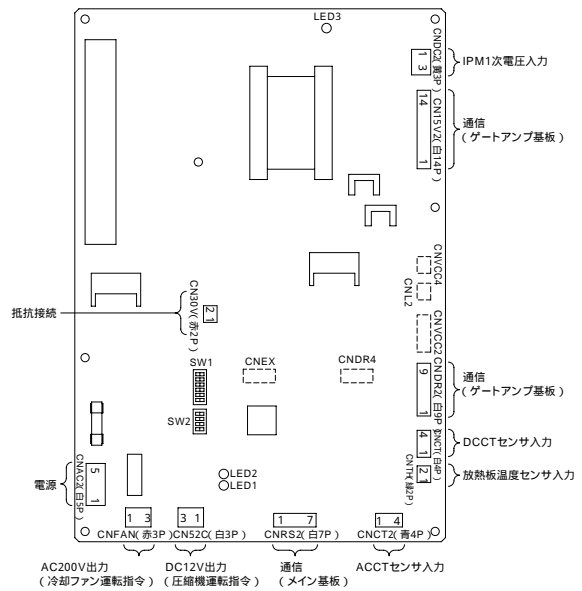 LED3
CNDC2(黄3P)
1
3
IPM1次電圧入力
CN15V2(白14P)
14
1
通信
(ゲートアンプ基板)
CNVCC4
CNL2
CN30V(赤2P)
2
1
抵抗接続
CNVCC2
CNEX
CNDR4
SW1
SW2
CNDR2(白9P)
9
1
通信
(ゲートアンプ基板)
CNCT(白4P)
4
1
DCCTセンサ入力
CNTH(緑2P)
2
1
放熱板温度センサ入力
LED2
LED1
電源
CNAC2(白5P)
5
1
1 3
3 1
1 7
1 4
CNFAN(赤3P)
CN52C(白3P)
CNRS2(白7P)
CNCT2(青4P)
AC200V出力
(冷却ファン運転指令)
DC12V出力
(圧縮機運転指令)
通信
(メイン基板)
ACCTセンサ入力